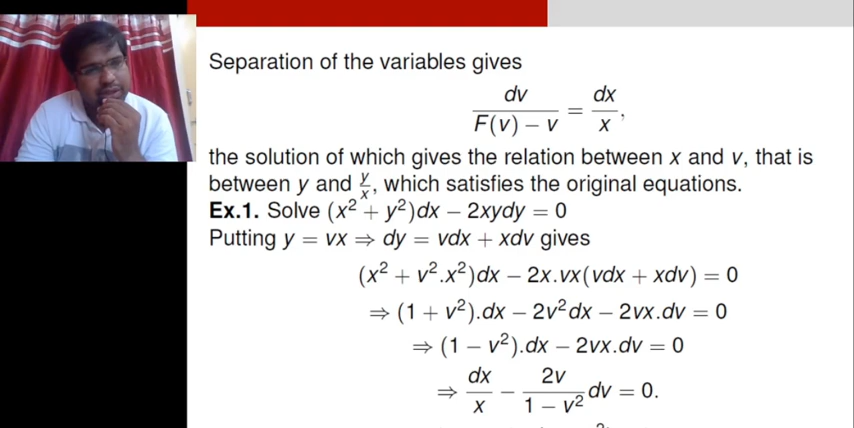 Separation of the variables gives
dv / (F(v) − v) = dx / x,
the solution of which gives the relation between x and v, that is
between y and y/x, which satisfies the original equations.
Ex.1. Solve (x² + y²)dx − 2xydy = 0
Putting y = vx ⇒ dy = vdx + xdv gives
(x² + v².x²)dx − 2x.vx(vdx + xdv) = 0
⇒ (1 + v²).dx − 2v²dx − 2vx.dv = 0
⇒ (1 − v²).dx − 2vx.dv = 0
⇒ dx / x − 2v / (1 − v²) dv = 0.